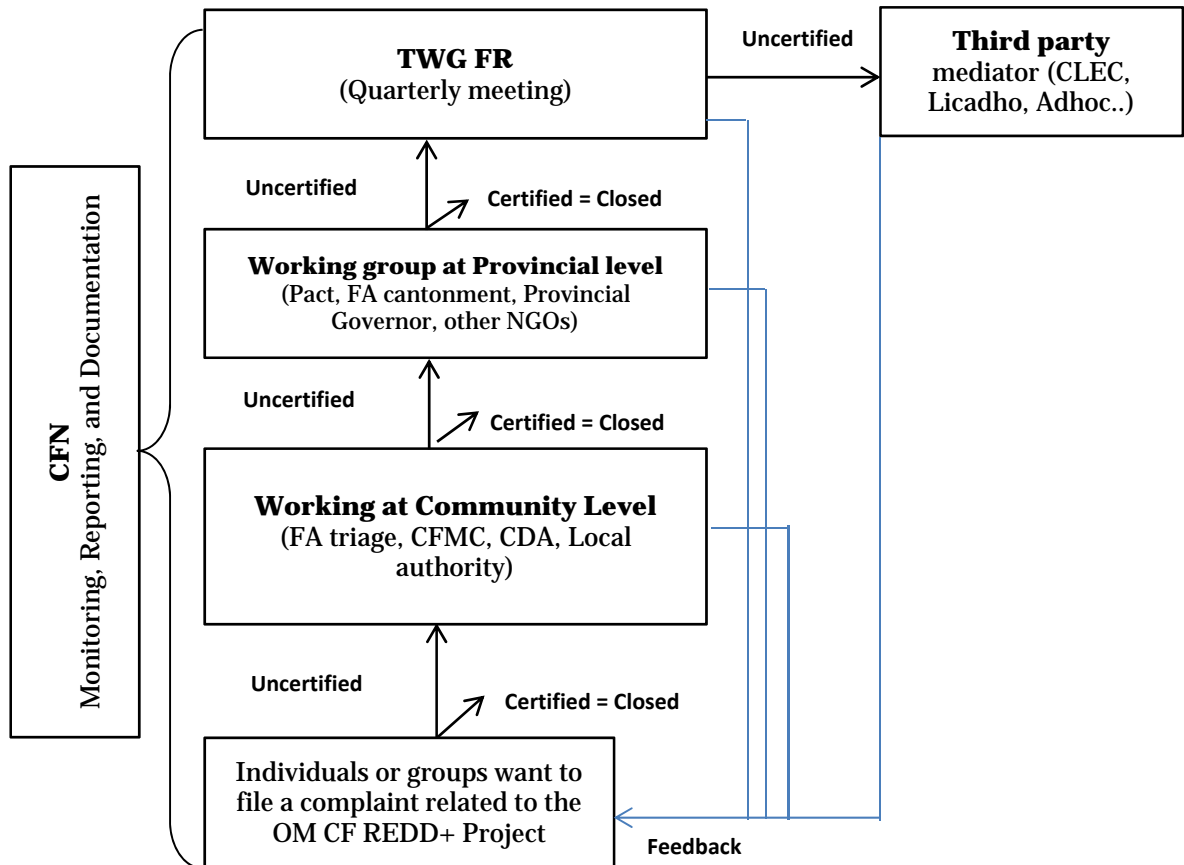 TWG FR
(Quarterly meeting)
Uncertified
Third party
mediator (CLEC,
Licadho, Adhoc..)
Uncertified
Certified = Closed
CFN
Monitoring, Reporting, and Documentation
Working group at Provincial level
(Pact, FA cantonment, Provincial
Governor, other NGOs)
Uncertified
Certified = Closed
Working at Community Level
(FA triage, CFMC, CDA, Local
authority)
Uncertified
Certified = Closed
Individuals or groups want to
file a complaint related to the
OM CF REDD+ Project
Feedback